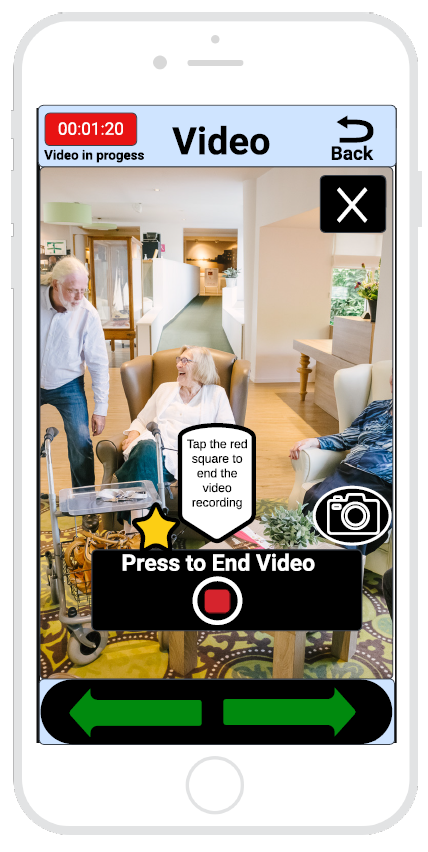 00:01:20
Video in progess
Video
Back
Tap the red
square to
end the
video
recording
Press to End Video